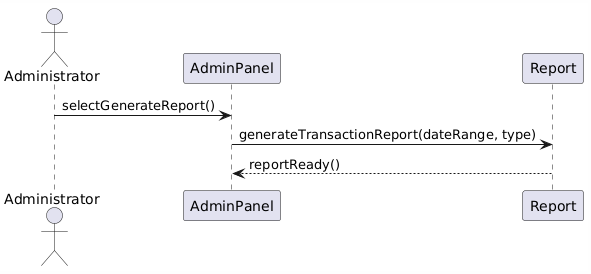 Administrator
AdminPanel
Report
selectGenerateReport()
generateTransactionReport(dateRange, type)
reportReady()
Administrator
AdminPanel
Report